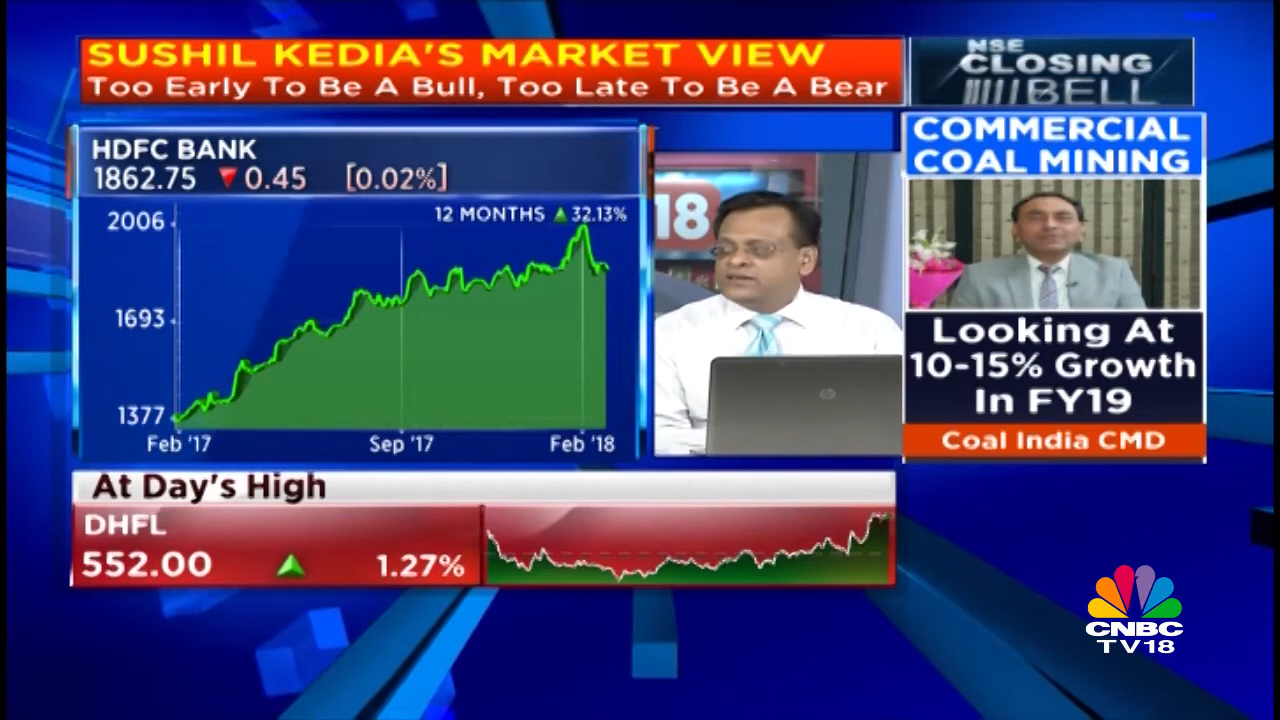 SUSHIL KEDIA'S MARKET VIEW
Too Early To Be A Bull, Too Late To Be A Bear
NSE
CLOSING
BELL
HDFC BANK
1862.75 ▼ 0.45 [0.02%]
12 MONTHS ▲ 32.13%
2006
1693
1377
Feb '17 Sep '17 Feb '18
18
COMMERCIAL
COAL MINING
Looking At
10-15% Growth
In FY19
Coal India CMD
At Day's High
DHFL
552.00 ▲ 1.27%
hp
CNBC
TV18